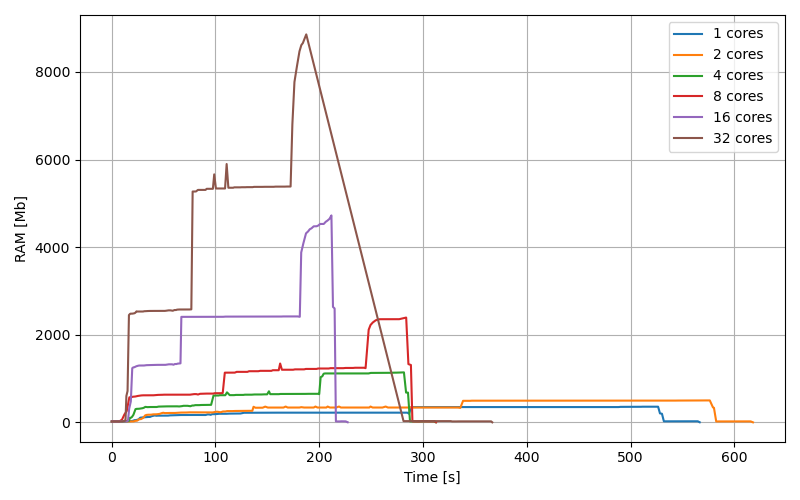 1 cores
2 cores
4 cores
8 cores
16 cores
32 cores
RAM [Mb]
8000
6000
4000
2000
0
0 100 200 300 400 500 600
Time [s]